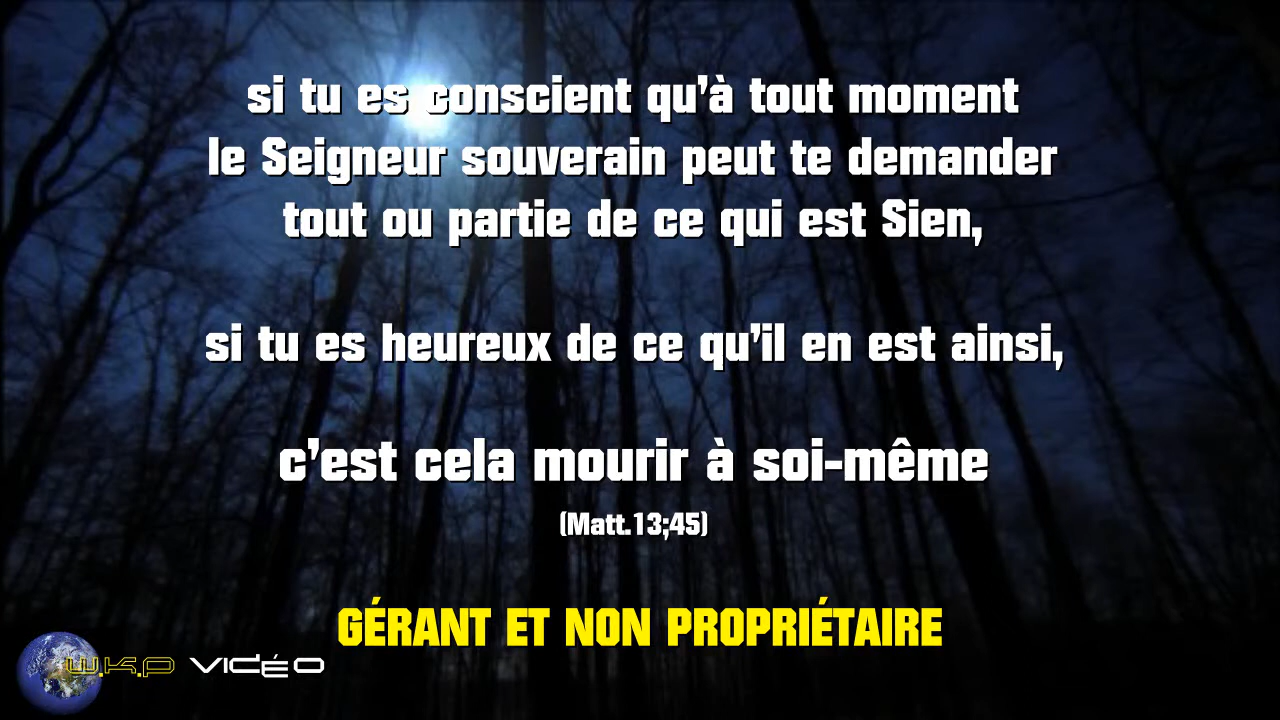 si tu es conscient qu'à tout moment
le Seigneur souverain peut te demander
tout ou partie de ce qui est Sien,
si tu es heureux de ce qu'il en est ainsi,
c'est cela mourir à soi-même
(Matt.13;45)
GÉRANT ET NON PROPRIÉTAIRE
W.K.P VIDÉO